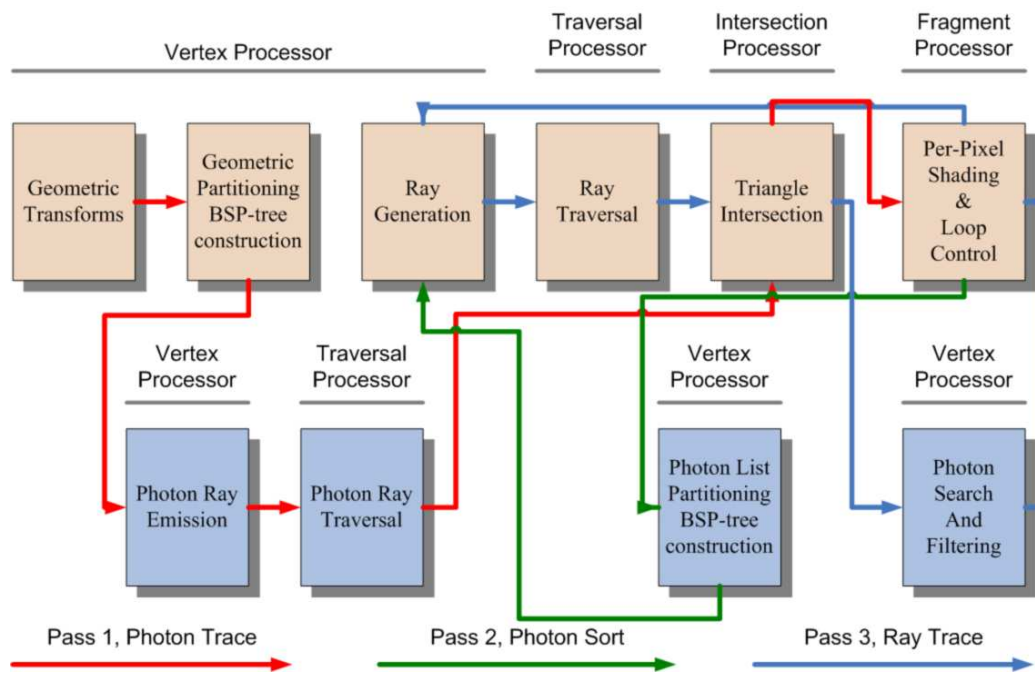 Vertex Processor
Traversal
Processor
Intersection
Processor
Fragment
Processor
Geometric
Transforms
Geometric
Partitioning
BSP-tree
construction
Ray
Generation
Ray
Traversal
Triangle
Intersection
Per-Pixel
Shading
&
Loop
Control
Vertex
Processor
Traversal
Processor
Vertex
Processor
Vertex
Processor
Photon Ray
Emission
Photon Ray
Traversal
Photon List
Partitioning
BSP-tree
construction
Photon
Search
And
Filtering
Pass 1, Photon Trace
Pass 2, Photon Sort
Pass 3, Ray Trace